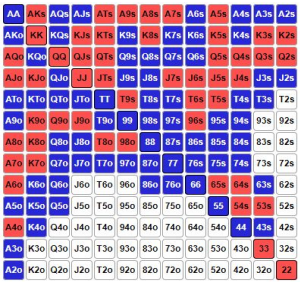 AA AKs AQs AJs ATs A9s A8s A7s A6s A5s A4s A3s A2s
AKo KK KQs KJs KTs K9s K8s K7s K6s K5s K4s K3s K2s
AQo KQo QQ QJs QTs Q9s Q8s Q7s Q6s Q5s Q4s Q3s Q2s
AJo KJo QJo JJ JTs J9s J8s J7s J6s J5s J4s J3s J2s
ATo KTo QTo JTo TT T9s T8s T7s T6s T5s T4s T3s T2s
A9o K9o Q9o J9o T9o 99 98s 97s 96s 95s 94s 93s 92s
A8o K8o Q8o J8o T8o 98o 88 87s 86s 85s 84s 83s 82s
A7o K7o Q7o J7o T7o 97o 87o 77 76s 75s 74s 73s 72s
A6o K6o Q6o J6o T6o 96o 86o 76o 66 65s 64s 63s 62s
A5o K5o Q5o J5o T5o 95o 85o 75o 65o 55 54s 53s 52s
A4o K4o Q4o J4o T4o 94o 84o 74o 64o 54o 44 43s 42s
A3o K3o Q3o J3o T3o 93o 83o 73o 63o 53o 43o 33 32s
A2o K2o Q2o J2o T2o 92o 82o 72o 62o 52o 42o 32o 22